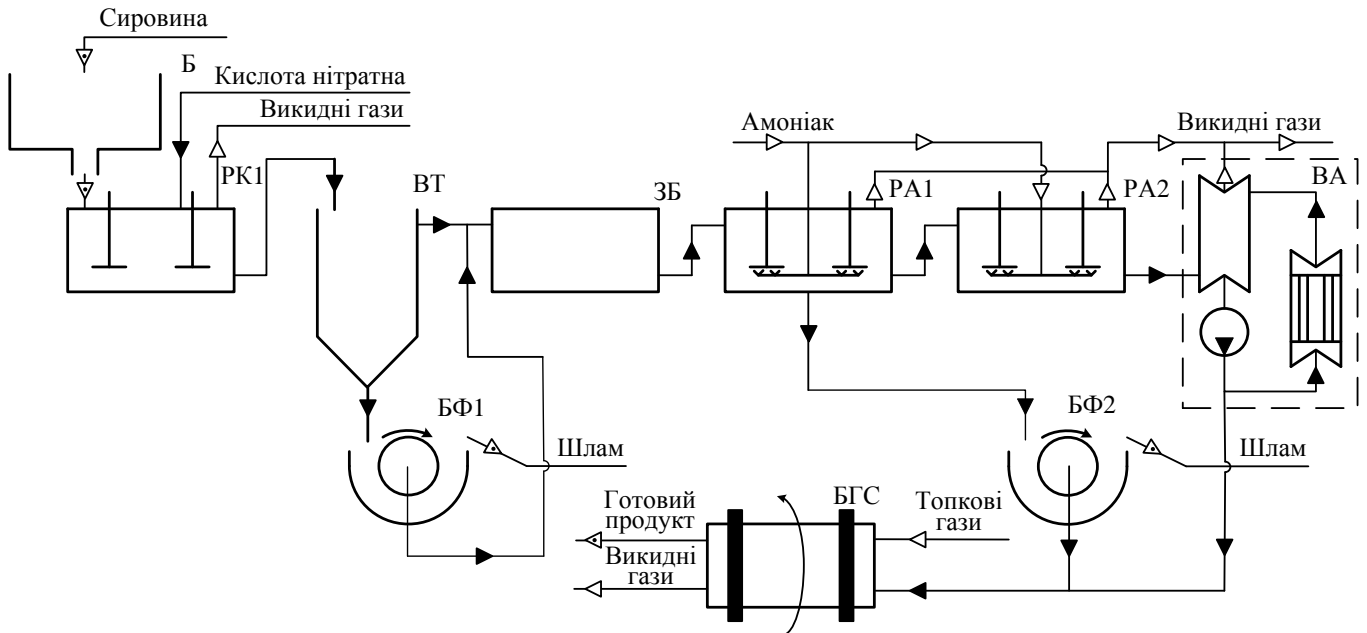 Сировина
Б
Кислота нітратна
Викидні гази
РК1
ВТ
ЗБ
Амоніак
РА1
РА2
Викидні гази
ВА
БФ1
Шлам
БФ2
Шлам
Готовий
продукт
Викидні
гази
БГС
Топкові
гази